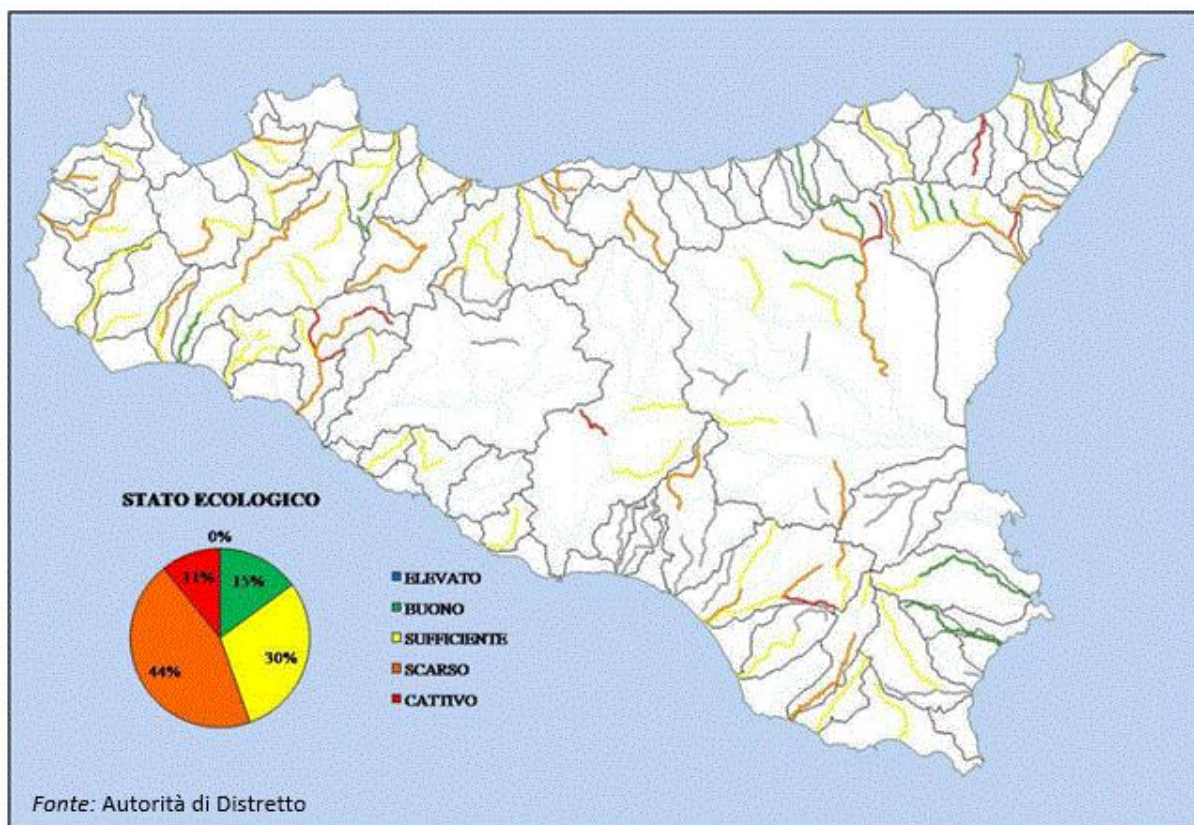 STATO ECOLOGICO
0%
11%
15%
44%
30%
ELEVATO
BUONO
SUFFICIENTE
SCARSO
CATTIVO
Fonte: Autorità di Distretto